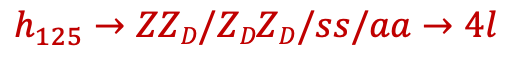 h₁₂₅ → ZZ_D/Z_DZ_D/ss/aa → 4l